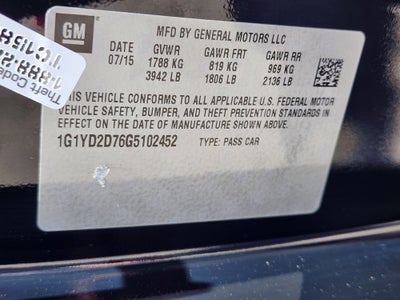 GM
MFD BY GENERAL MOTORS LLC
DATE GVWR GAWR FRT GAWR RR
07/15 1788 KG 819 KG 969 KG
3942 LB 1806 LB 2136 LB
THIS VEHICLE CONFORMS TO ALL APPLICABLE U.S. FEDERAL MOTOR
VEHICLE SAFETY, BUMPER, AND THEFT PREVENTION STANDARDS IN
EFFECT ON THE DATE OF MANUFACTURE SHOWN ABOVE.
1G1YD2D76G5102452 TYPE: PASS CAR
Theft Code